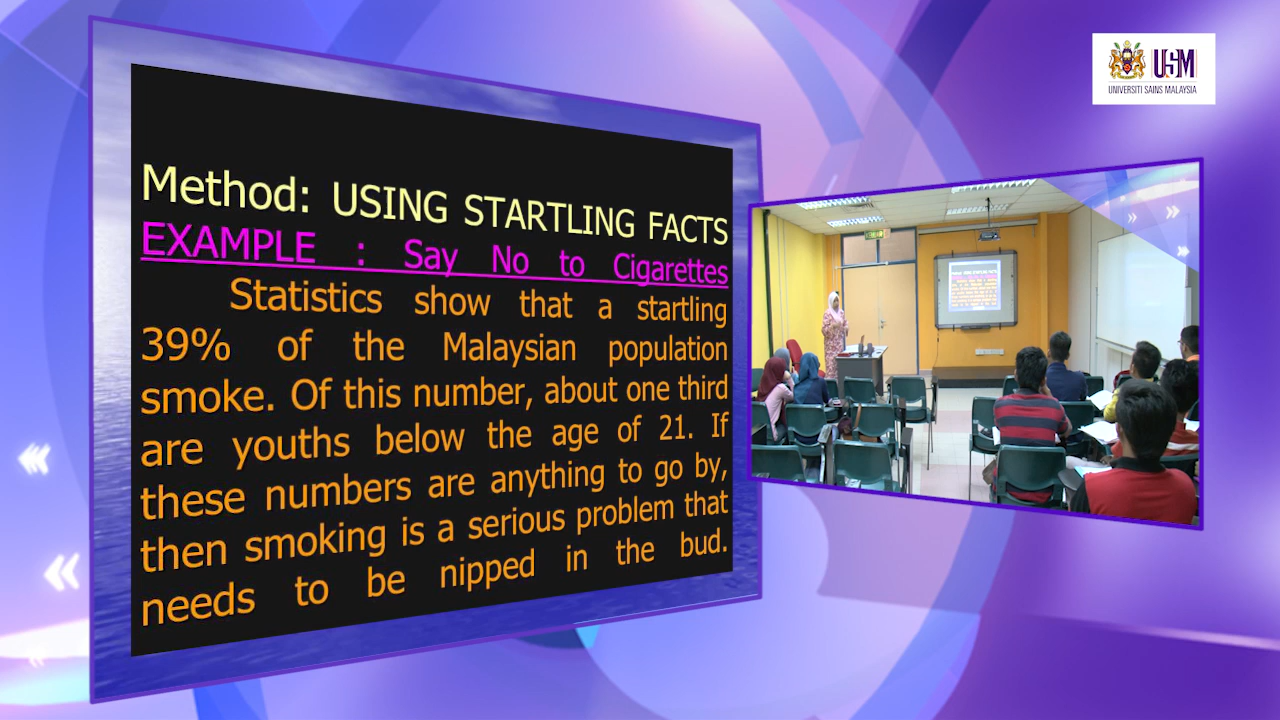 Method: USING STARTLING FACTS
EXAMPLE : Say No to Cigarettes
Statistics show that a startling
39% of the Malaysian population
smoke. Of this number, about one third
are youths below the age of 21. If
these numbers are anything to go by,
then smoking is a serious problem that
needs to be nipped in the bud.
USM
UNIVERSITI SAINS MALAYSIA